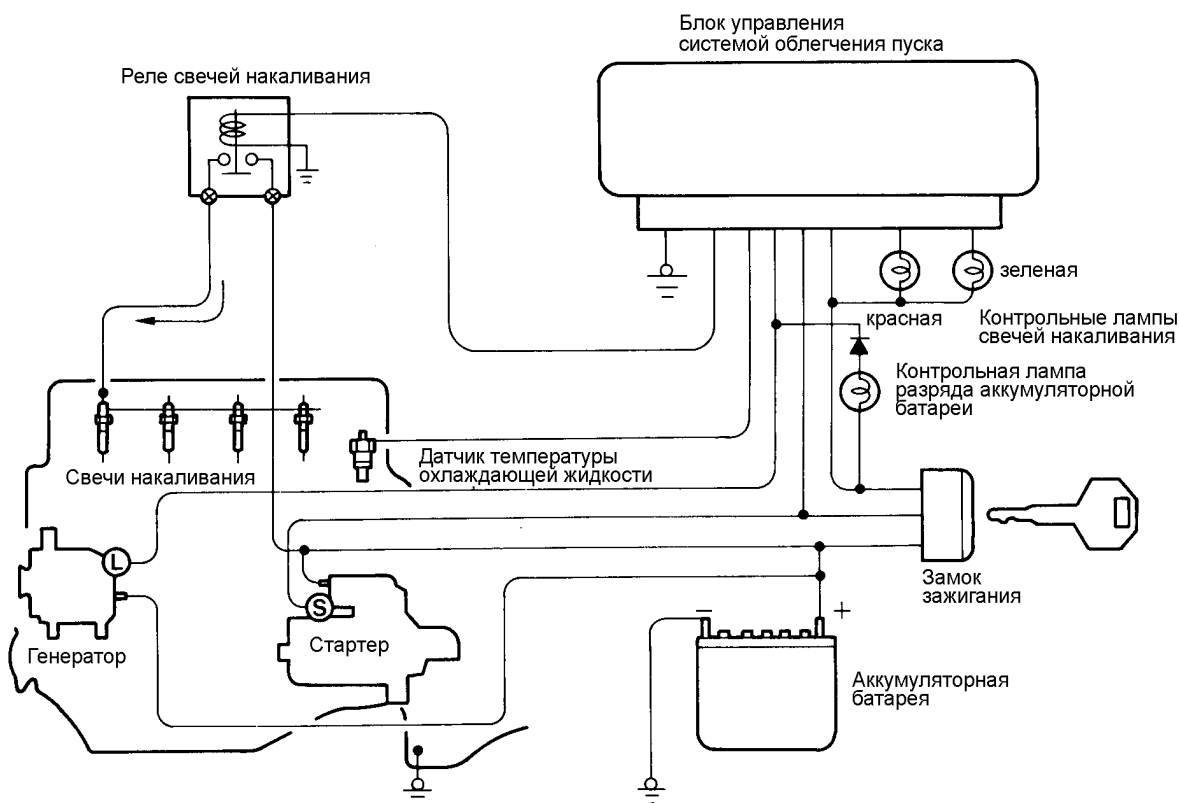 Блок управления
системой облегчения пуска
Реле свечей накаливания
зеленая
красная
Контрольные лампы
свечей накаливания
Контрольная лампа
разряда аккумуляторной
батареи
Датчик температуры
охлаждающей жидкости
Свечи накаливания
L
S
Замок
зажигания
Генератор
Стартер
− +
Аккумуляторная
батарея